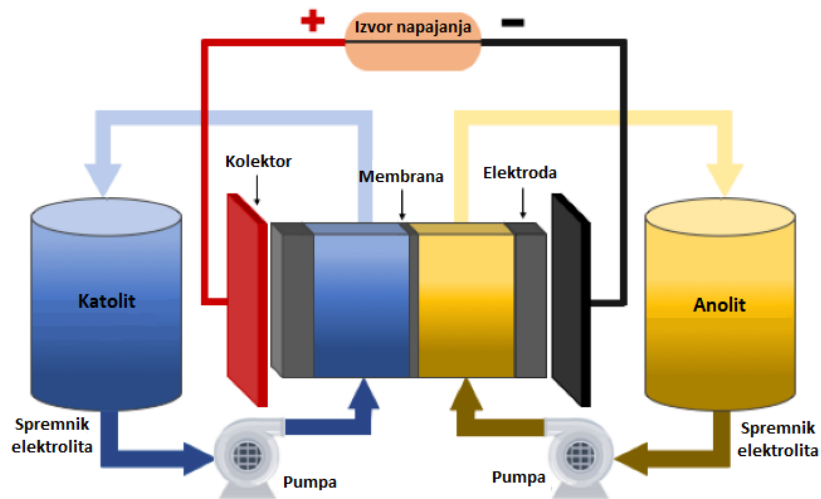 +
Izvor napajanja
-
Kolektor
Membrana
Elektroda
Katolit
Anolit
Spremnik
elektrolita
Pumpa
Pumpa
Spremnik
elektrolita